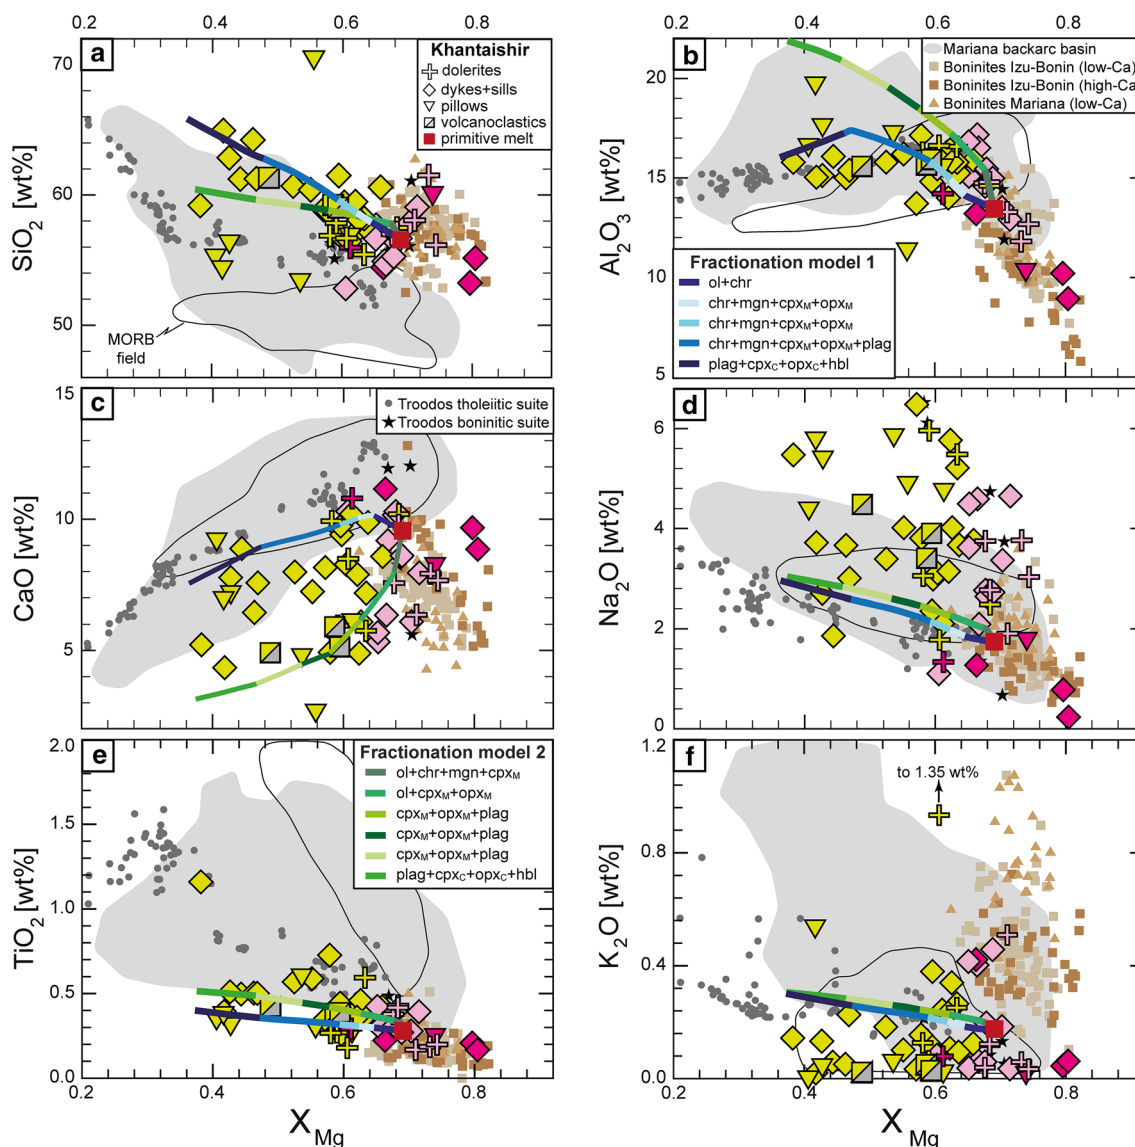 0.2 0.4 0.6 0.8
0.2 0.4 0.6 0.8
a
Khantaishir
dolerites
dykes+sills
pillows
volcanoclastics
primitive melt
70
60
50
SiO2 [wt%]
MORB
field
b
Mariana backarc basin
Boninites Izu-Bonin (low-Ca)
Boninites Izu-Bonin (high-Ca
Boninites Mariana (low-Ca)
20
15
10
5
Al2O3 [wt%]
Fractionation model 1
ol+chr
chr+mgn+cpxM+opxM
chr+mgn+cpxM+opxM
chr+mgn+cpxM+opxM+plag
plag+cpxC+opxC+hbl
c
Troodos tholeiitic suite
Troodos boninitic suite
15
10
5
CaO [wt%]
d
6
4
2
0
Na2O [wt%]
e
Fractionation model 2
ol+chr+mgn+cpxM
ol+cpxM+opxM
cpxM+opxM+plag
cpxM+opxM+plag
cpxM+opxM+plag
plag+cpxC+opxC+hbl
2.0
1.5
1.0
0.5
0.0
TiO2 [wt%]
0.2 0.4 0.6 0.8
XMg
f
to 1.35 wt%
1.2
0.8
0.4
0.0
K2O [wt%]
0.2 0.4 0.6 0.8
XMg